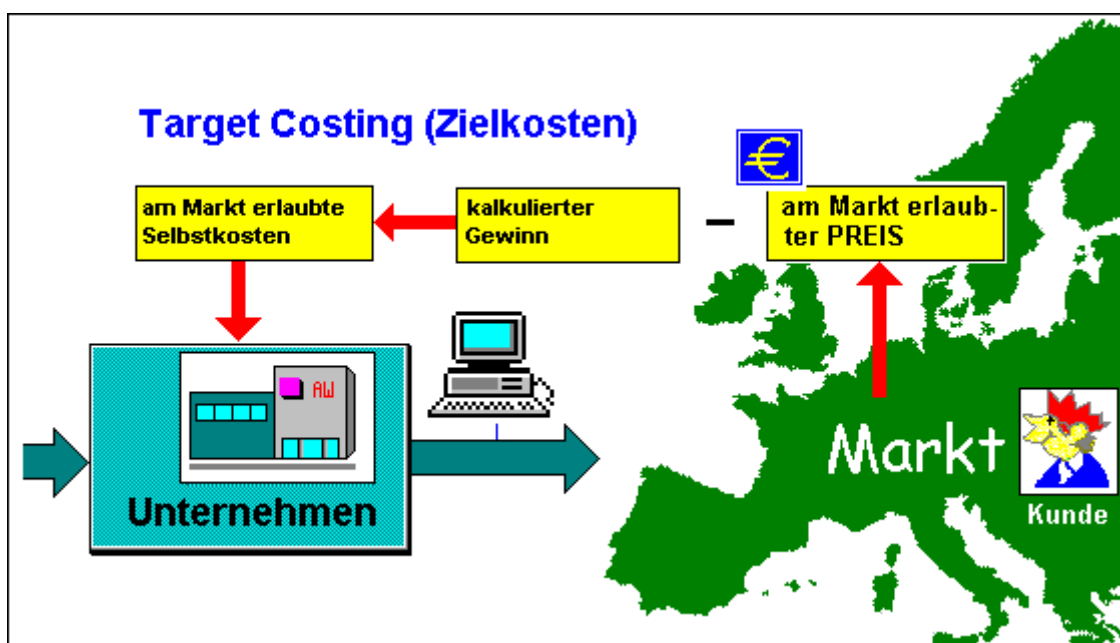 Target Costing (Zielkosten)
€
am Markt erlaubte
Selbstkosten
kalkulierter
Gewinn
–
am Markt erlaub-
ter PREIS
AW
Unternehmen
Markt
Kunde